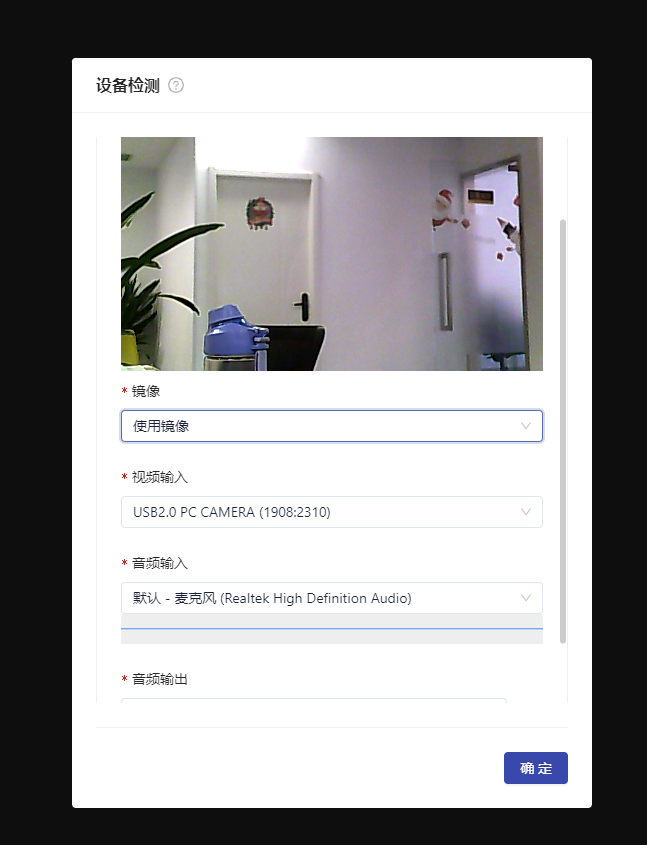 设备检测
* 镜像
使用镜像
* 视频输入
USB2.0 PC CAMERA (1908:2310)
* 音频输入
默认 - 麦克风 (Realtek High Definition Audio)
* 音频输出
确 定